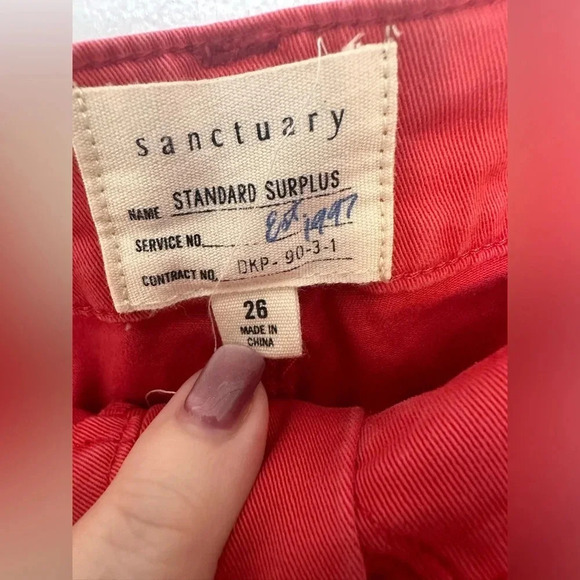 sanctuary
NAME STANDARD SURPLUS
SERVICE NO. Est. 1997
CONTRACT NO. DKP-90-3-1
26
MADE IN
CHINA